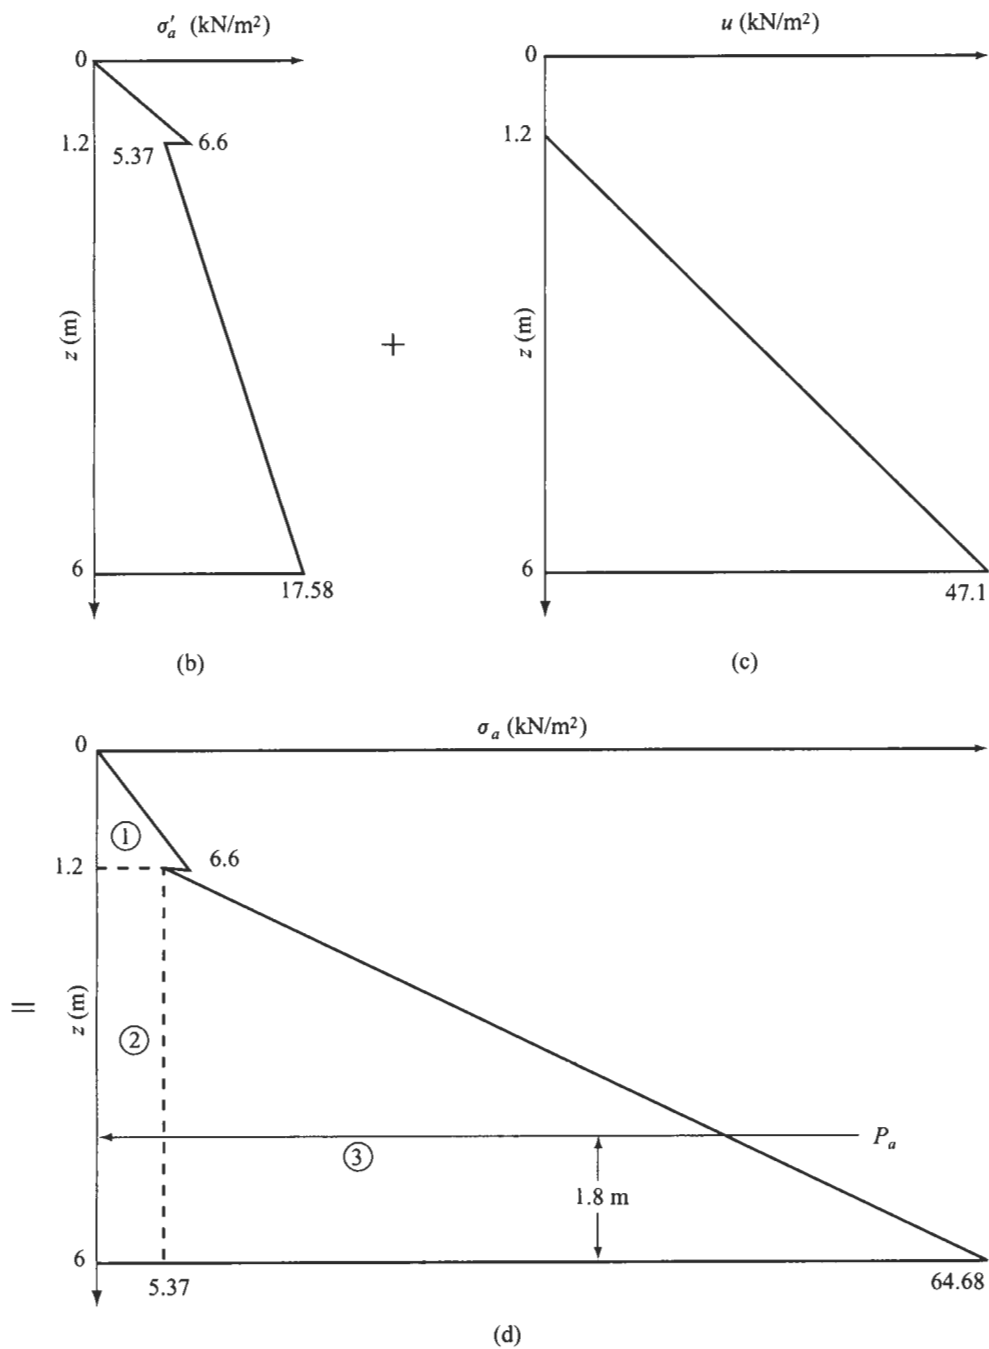 σ′ₐ (kN/m²)
0
1.2
5.37
6.6
z (m)
6
17.58
(b)
+
u (kN/m²)
0
1.2
z (m)
6
47.1
(c)
=
σₐ (kN/m²)
0
①
1.2
6.6
z (m)
②
Pₐ
③
1.8 m
6
5.37
64.68
(d)